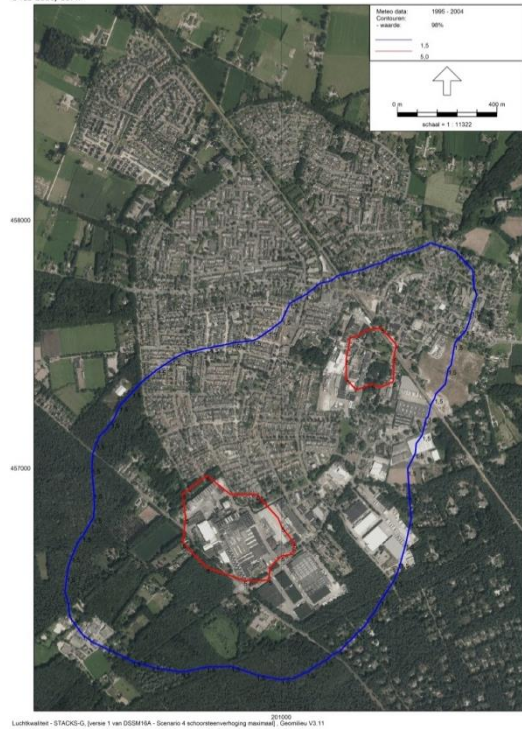 Meteo data: 1995 - 2004
Contouren:
- waarde: 98%
1,5
5,0
0 m 400 m
schaal = 1 : 11322
458000
457000
201000
Luchtkwaliteit - STACKS-G, [versie 1 van DSSM16A - Scenario 4 schoorsteenverhoging maximaal] , Geomilieu V3.11